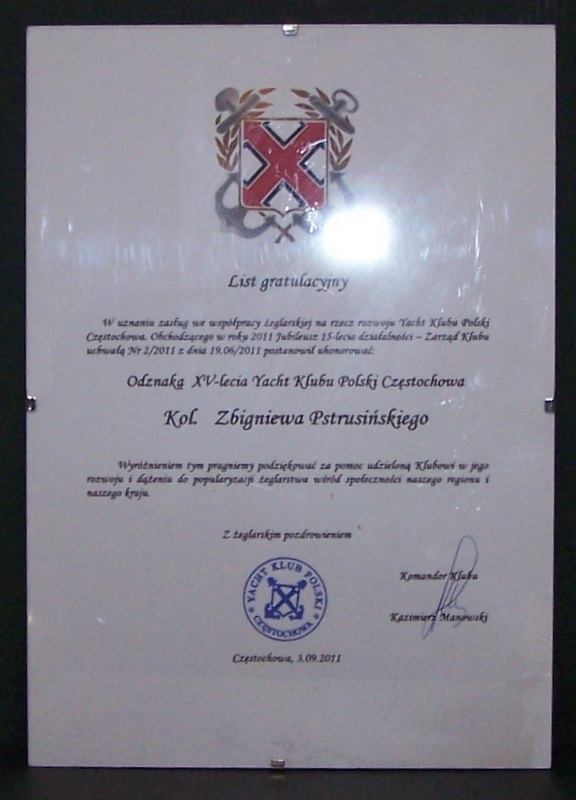 List gratulacyjny
W uznaniu zasług we współpracy żeglarskiej na rzecz rozwoju Yacht Klubu Polski
Częstochowa. Obchodzącego w roku 2011 Jubileusz 15-lecia działalności – Zarząd Klubu
uchwałą Nr 2/2011 z dnia 19.06/2011 postanowił uhonorować:
Odznaką XV-lecia Yacht Klubu Polski Częstochowa
Kol. Zbigniewa Pstrusińskiego
Wyróżnieniem tym pragniemy podziękować za pomoc udzieloną Klubowi w jego
rozwoju i dążeniu do popularyzacji żeglarstwa wśród społeczności naszego regionu i
naszego kraju.
Z żeglarskim pozdrowieniem
YACHT KLUB POLSKI
CZĘSTOCHOWA
Komandor Klubu
Kazimierz Manowski
Częstochowa, 3.09.2011